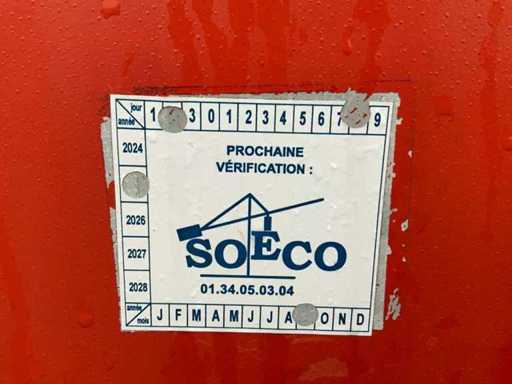 jour
année
1 3 0 1 2 3 4 5 6 7 9
2024
PROCHAINE
VÉRIFICATION :
2026
2027
2028
SOECO
01.34.05.03.04
année
mois
J F M A M J J A O N D